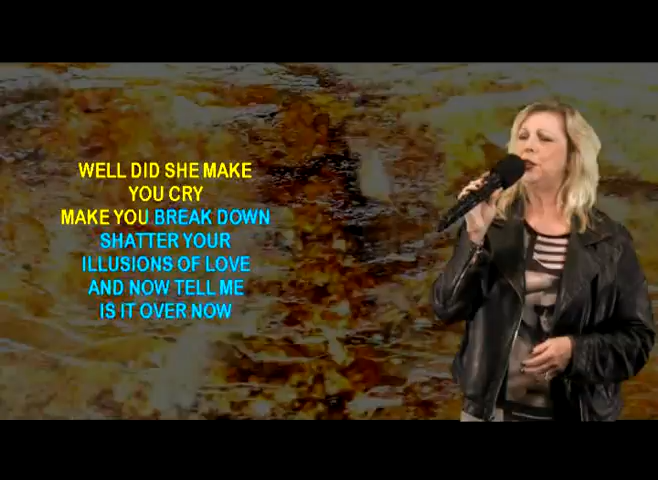 WELL DID SHE MAKE
YOU CRY
MAKE YOU BREAK DOWN
SHATTER YOUR
ILLUSIONS OF LOVE
AND NOW TELL ME
IS IT OVER NOW